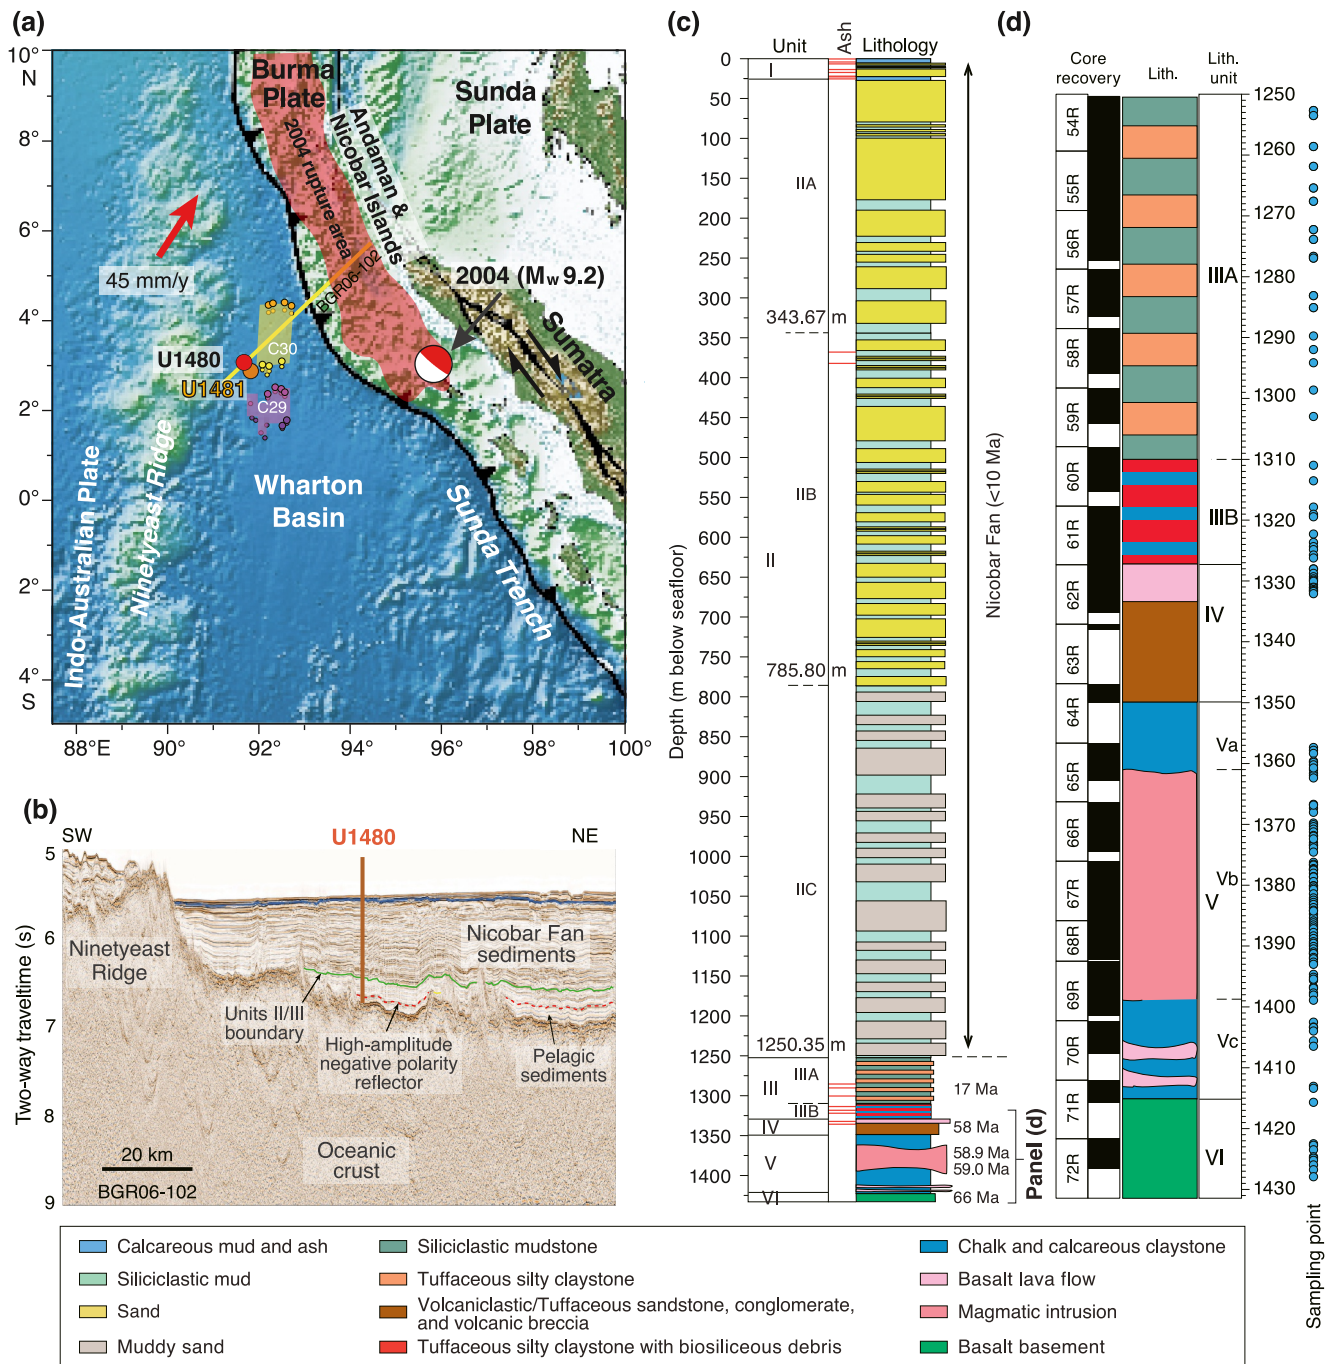 (a)
10°
N
8°
6°
4°
2°
0°
2°
4°
S
88°E
90°
92°
94°
96°
98°
100°
Burma
Plate
Sunda
Plate
Andaman &
Nicobar Islands
2004 rupture area
BGR06-102
45 mm/y
2004 (Mw 9.2)
Sumatra
U1480
U1481
C30
C29
Wharton
Basin
Sunda Trench
Ninetyeast Ridge
Indo-Australian Plate
(b)
SW
U1480
NE
5
6
7
8
9
Two-way traveltime (s)
Ninetyeast
Ridge
Nicobar Fan
sediments
Units II/III
boundary
High-amplitude
negative polarity
reflector
Pelagic
sediments
Oceanic
crust
20 km
BGR06-102
(c)
Unit
Ash
Lithology
Depth (m below seafloor)
0
50
100
150
200
250
300
350
400
450
500
550
600
650
700
750
800
850
900
950
1000
1050
1100
1150
1200
1250
1300
1350
1400
I
IIA
343.67 m
IIB
II
785.80 m
IIC
1250.35 m
IIIA
III
IIIB
IV
V
VI
Nicobar Fan (<10 Ma)
17 Ma
58 Ma
58.9 Ma
59.0 Ma
66 Ma
Panel (d)
(d)
Core
recovery
Lith.
Lith.
unit
54R
55R
56R
57R
58R
59R
60R
61R
62R
63R
64R
65R
66R
67R
68R
69R
70R
71R
72R
IIIA
IIIB
IV
Va
Vb
V
Vc
VI
1250
1260
1270
1280
1290
1300
1310
1320
1330
1340
1350
1360
1370
1380
1390
1400
1410
1420
1430
Sampling point
Calcareous mud and ash
Siliciclastic mud
Sand
Muddy sand
Siliciclastic mudstone
Tuffaceous silty claystone
Volcaniclastic/Tuffaceous sandstone, conglomerate,
and volcanic breccia
Tuffaceous silty claystone with biosiliceous debris
Chalk and calcareous claystone
Basalt lava flow
Magmatic intrusion
Basalt basement